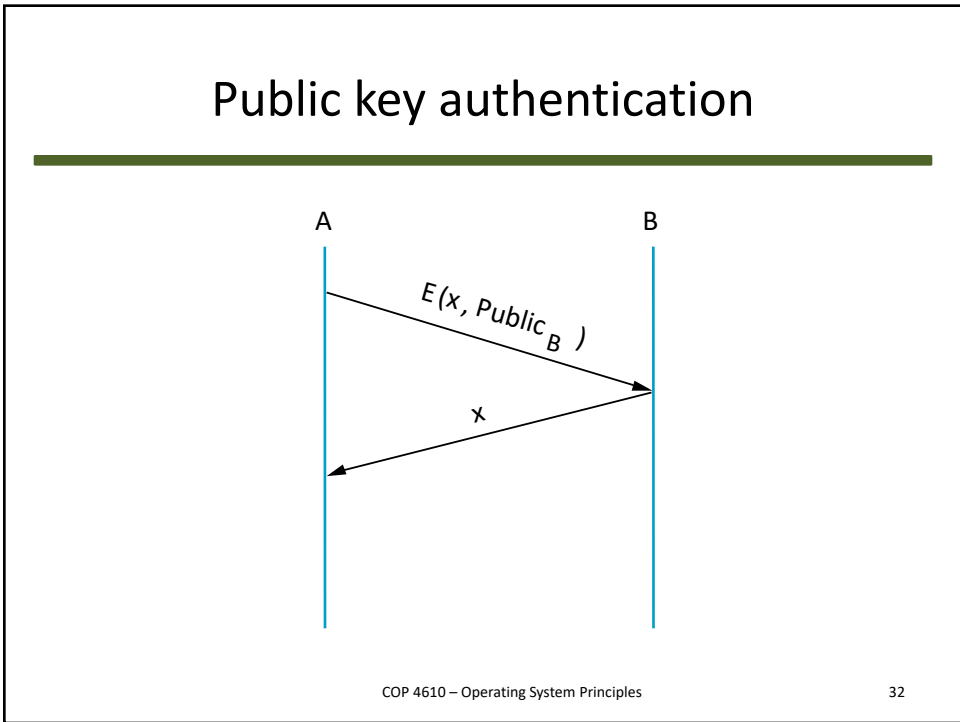 Public key authentication
A B
E(x, Public_B )
x
COP 4610 – Operating System Principles 32